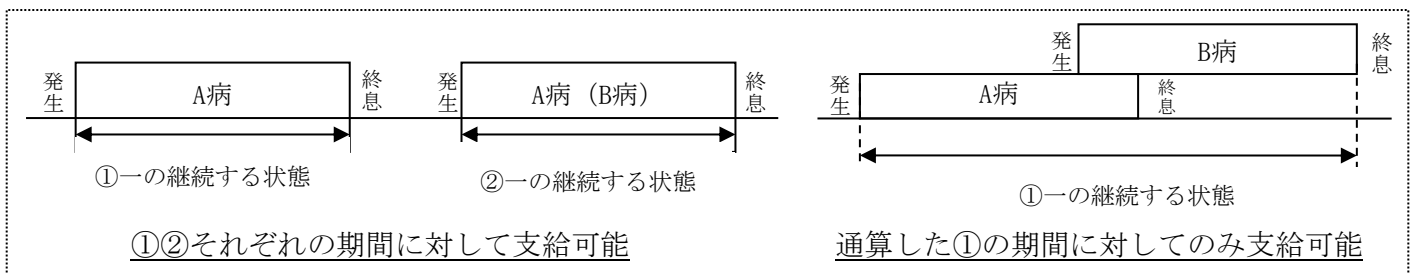 発生
A病
終息
発生
A病（B病）
終息
①一の継続する状態
②一の継続する状態
①②それぞれの期間に対して支給可能
発生
B病
終息
発生
A病
終息
①一の継続する状態
通算した①の期間に対してのみ支給可能